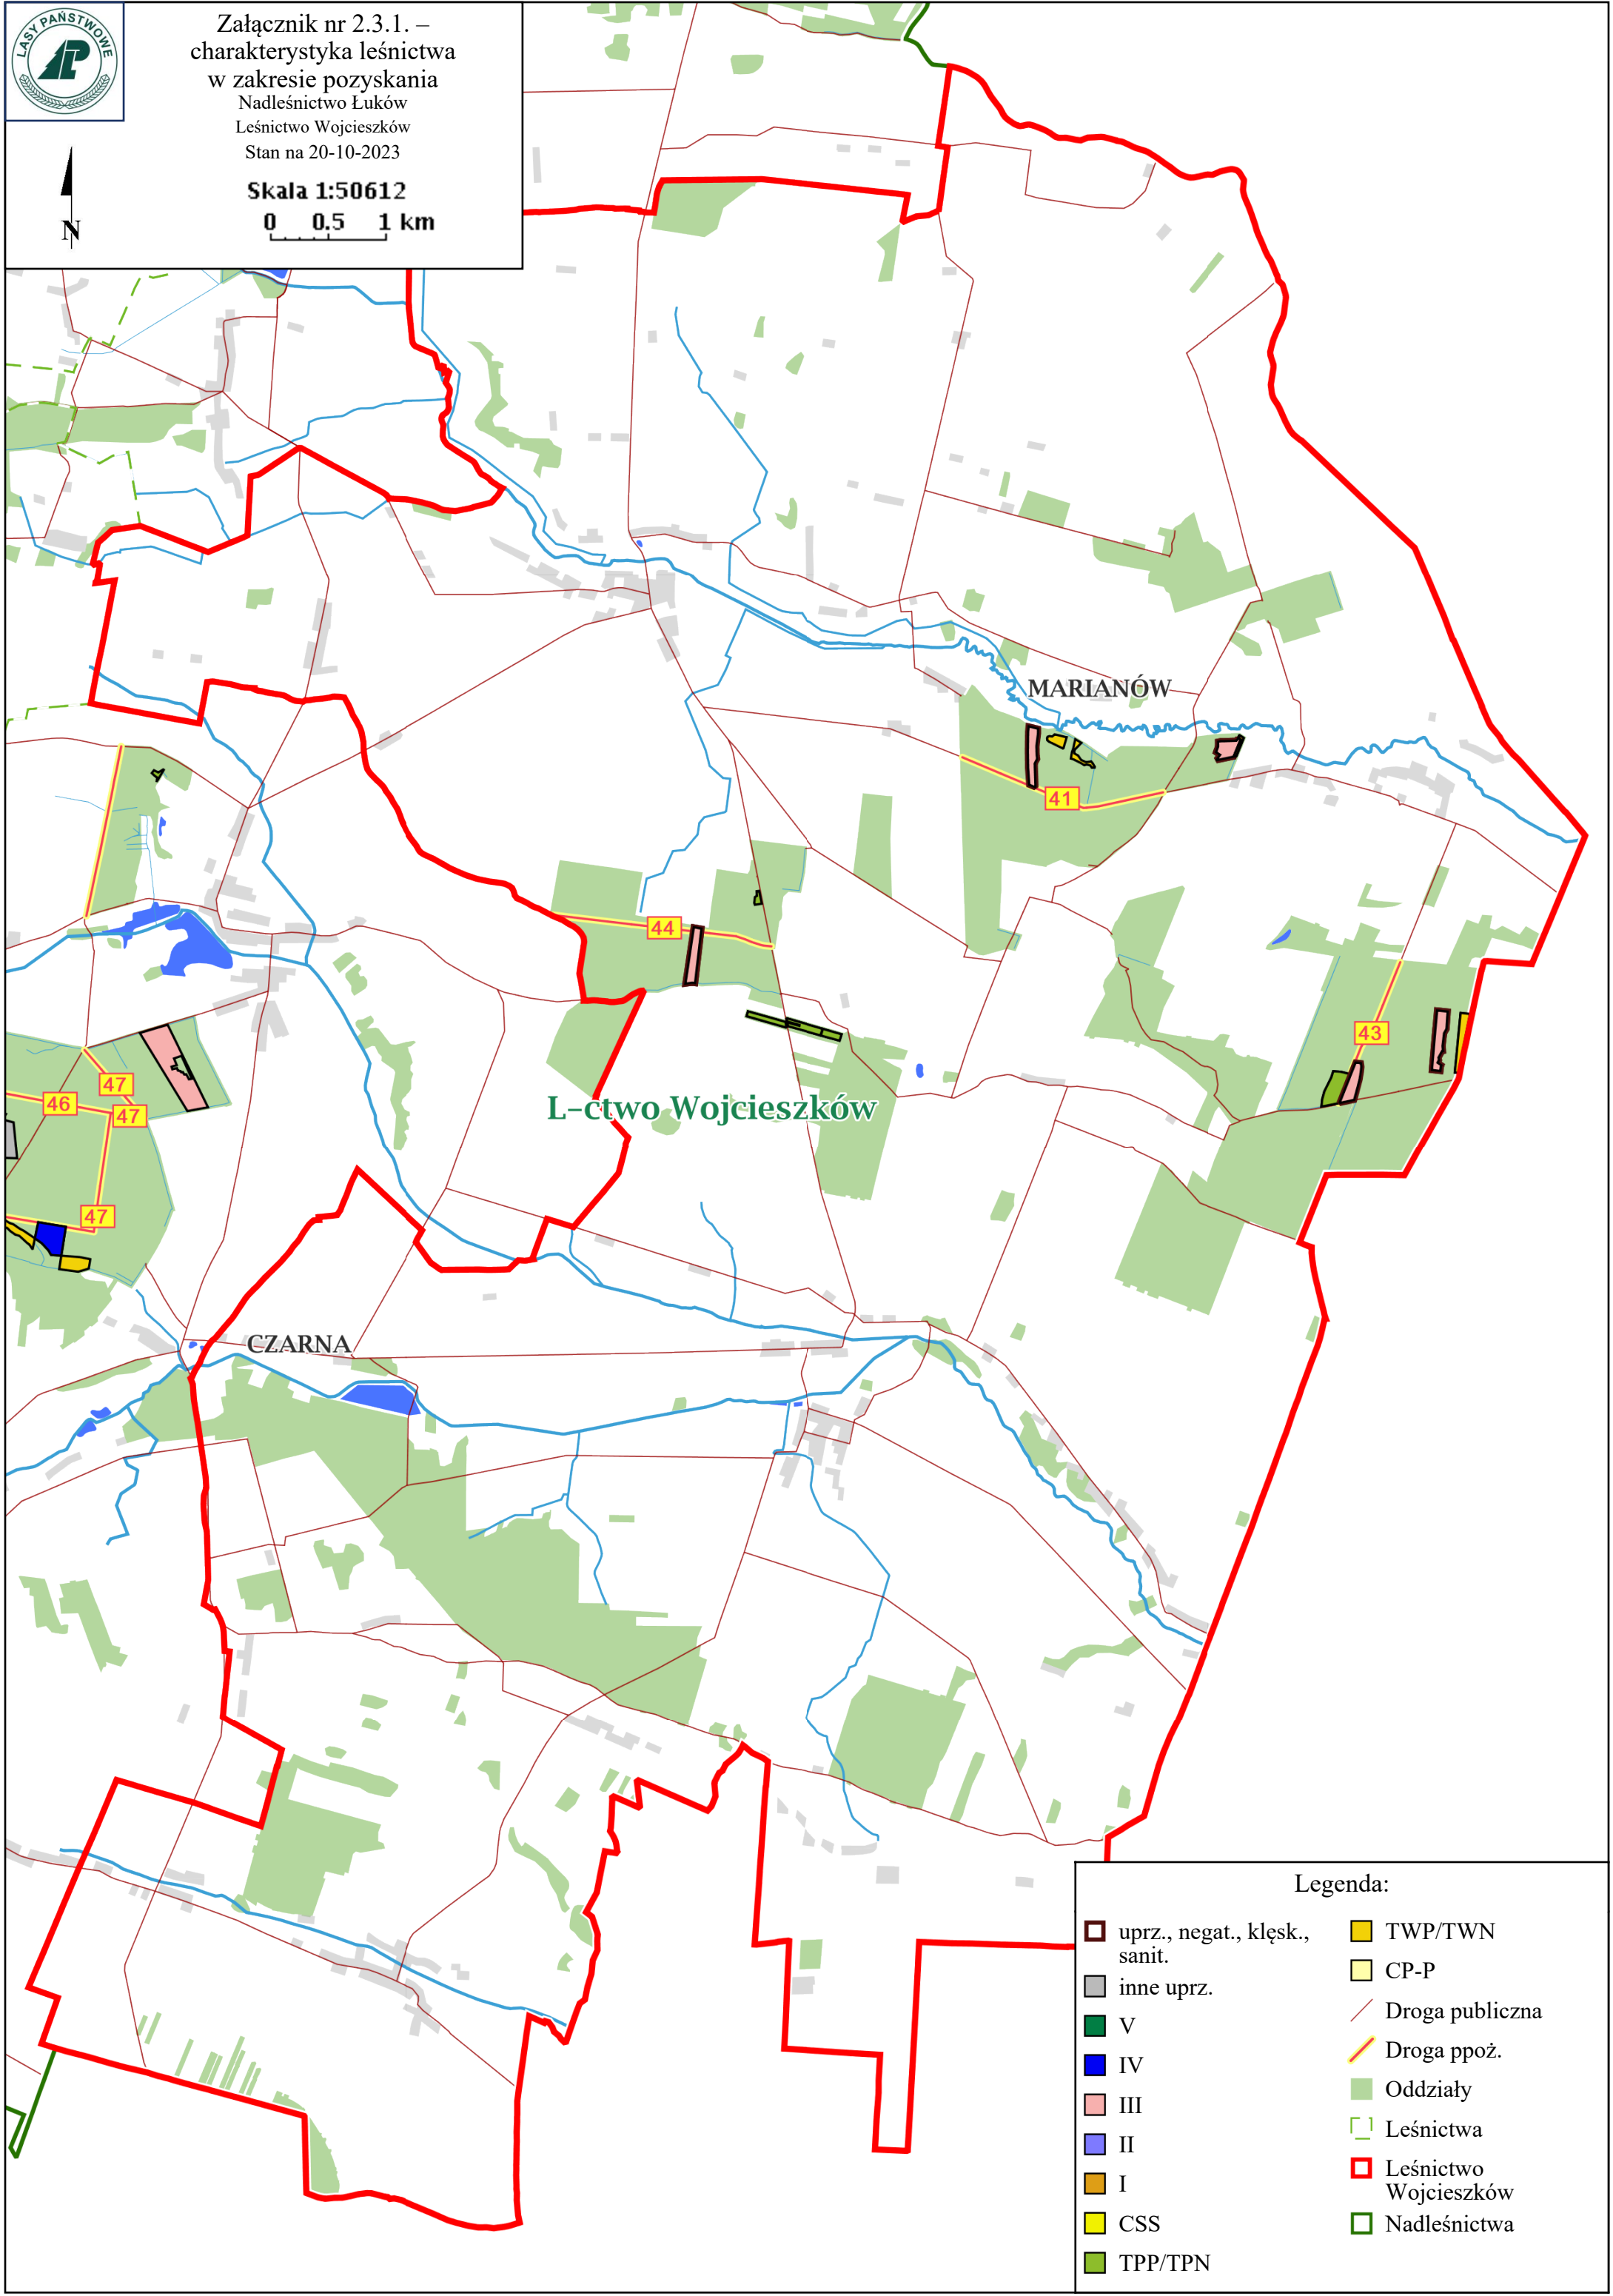 LASY PAŃSTWOWE
LP
Załącznik nr 2.3.1. –
charakterystyka leśnictwa
w zakresie pozyskania
Nadleśnictwo Łuków
Leśnictwo Wojcieszków
Stan na 20-10-2023
Skala 1:50612
0 0.5 1 km
N
MARIANÓW
41
44
43
47
46
47
L-ctwo Wojcieszków
47
CZARNA
Legenda:
uprz., negat., klęsk.,
sanit.
inne uprz.
V
IV
III
II
I
CSS
TPP/TPN
TWP/TWN
CP-P
Droga publiczna
Droga ppoż.
Oddziały
Leśnictwa
Leśnictwo
Wojcieszków
Nadleśnictwa